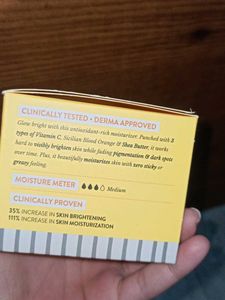 CLINICALLY TESTED • DERMA APPROVED
Glow bright with this antioxidant-rich moisturizer. Punched with 2
types of Vitamin C, Sicilian Blood Orange & Shea Butter, it works
hard to visibly brighten skin while fading pigmentation & dark spots
over time. Plus, it beautifully moisturizes skin with zero sticky or
greasy feeling.
MOISTURE METER
Medium
CLINICALLY PROVEN
35% INCREASE IN SKIN BRIGHTENING
111% INCREASE IN SKIN MOISTURIZATION